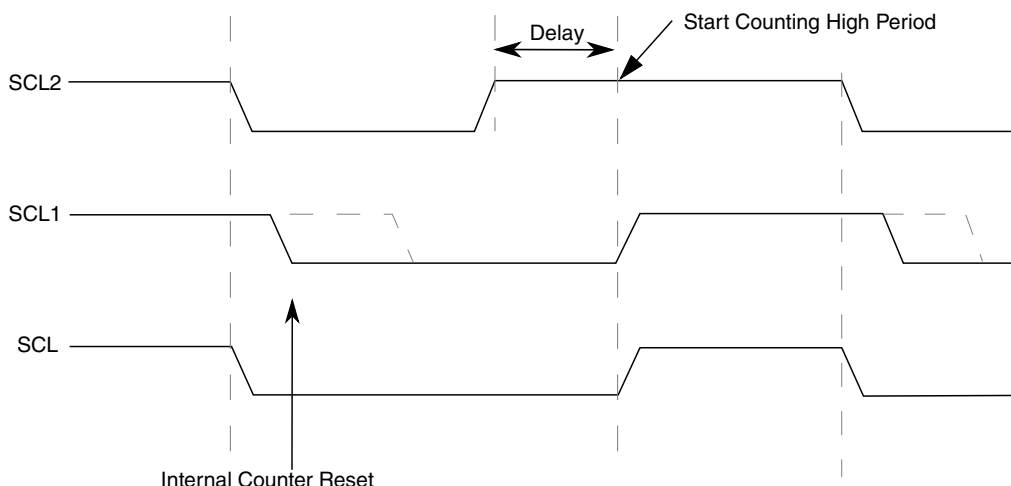 Start Counting High Period
Delay
SCL2
SCL1
SCL
Internal Counter Reset